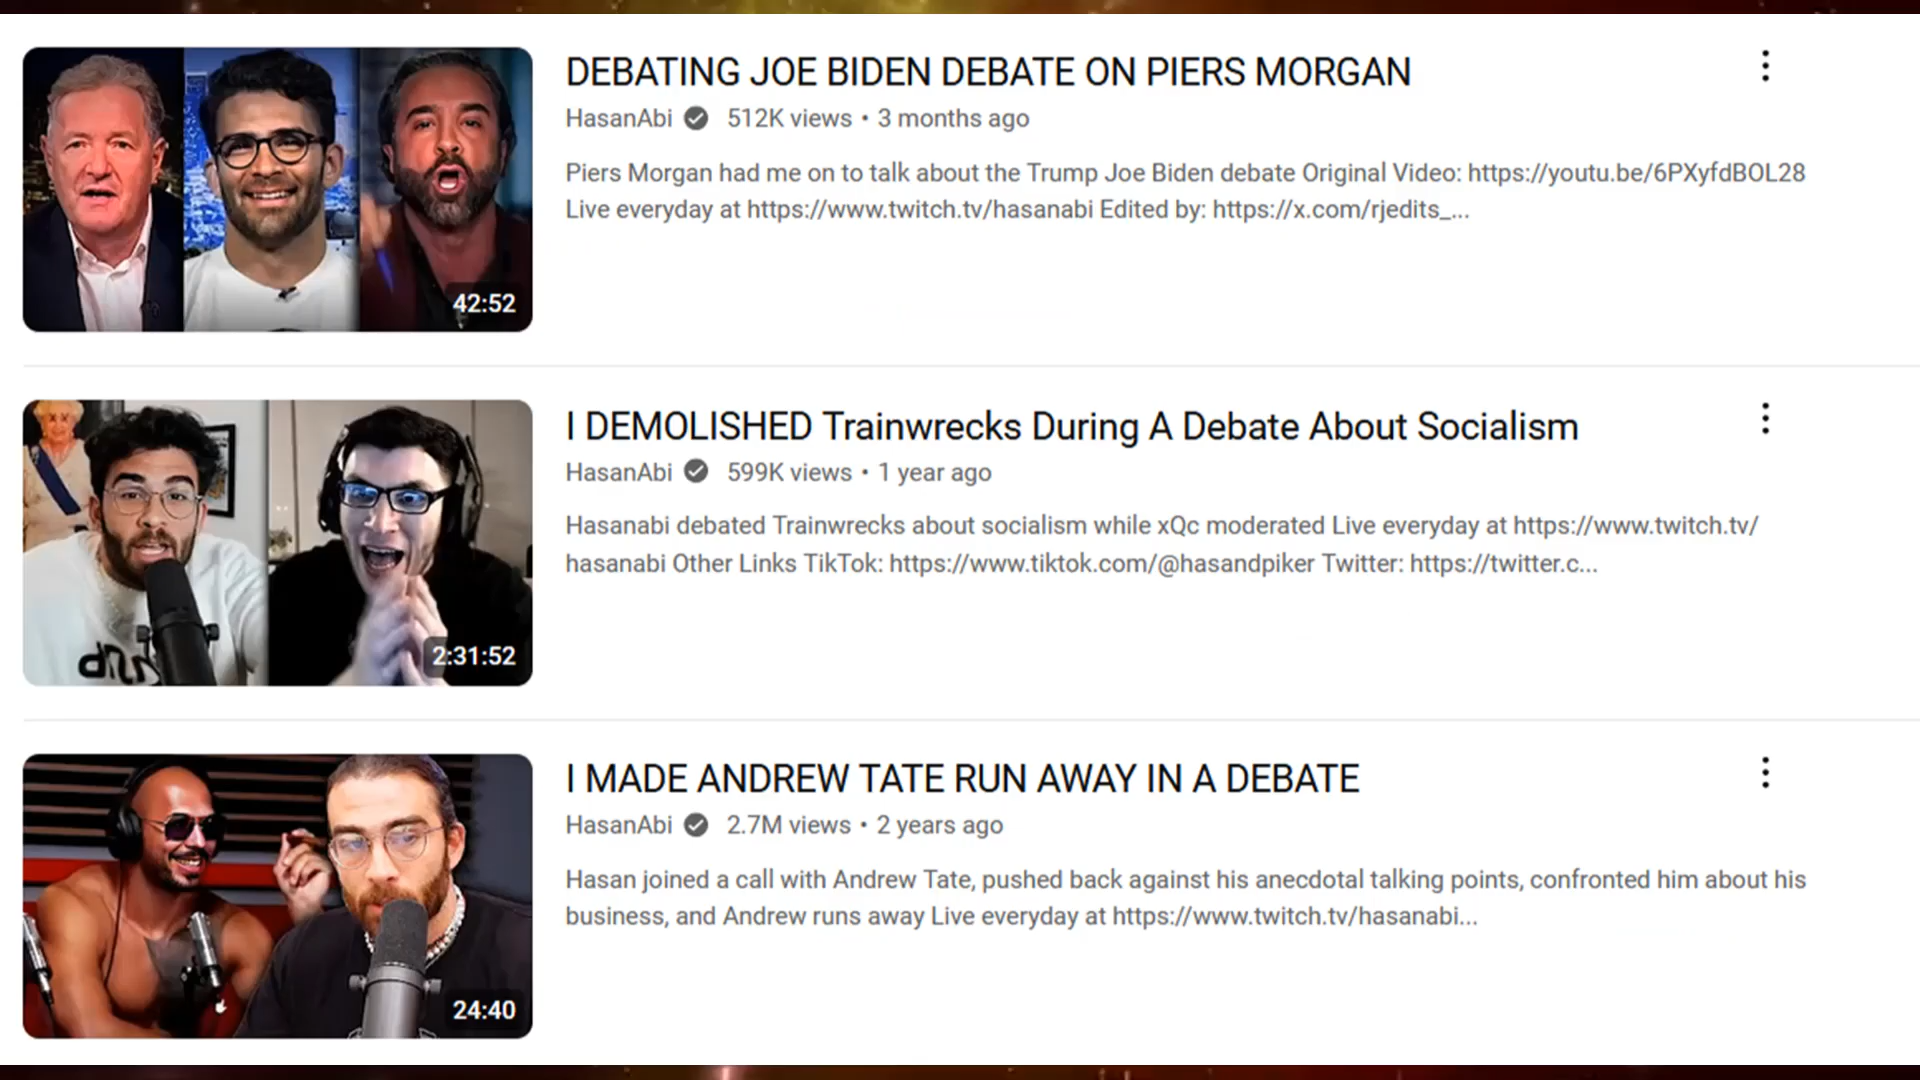 DEBATING JOE BIDEN DEBATE ON PIERS MORGAN
HasanAbi 512K views • 3 months ago
Piers Morgan had me on to talk about the Trump Joe Biden debate Original Video: https://youtu.be/6PXyfdBOL28
Live everyday at https://www.twitch.tv/hasanabi Edited by: https://x.com/rjedits_...
42:52
I DEMOLISHED Trainwrecks During A Debate About Socialism
HasanAbi 599K views • 1 year ago
Hasanabi debated Trainwrecks about socialism while xQc moderated Live everyday at https://www.twitch.tv/
hasanabi Other Links TikTok: https://www.tiktok.com/@hasandpiker Twitter: https://twitter.c...
2:31:52
I MADE ANDREW TATE RUN AWAY IN A DEBATE
HasanAbi 2.7M views • 2 years ago
Hasan joined a call with Andrew Tate, pushed back against his anecdotal talking points, confronted him about his
business, and Andrew runs away Live everyday at https://www.twitch.tv/hasanabi...
24:40